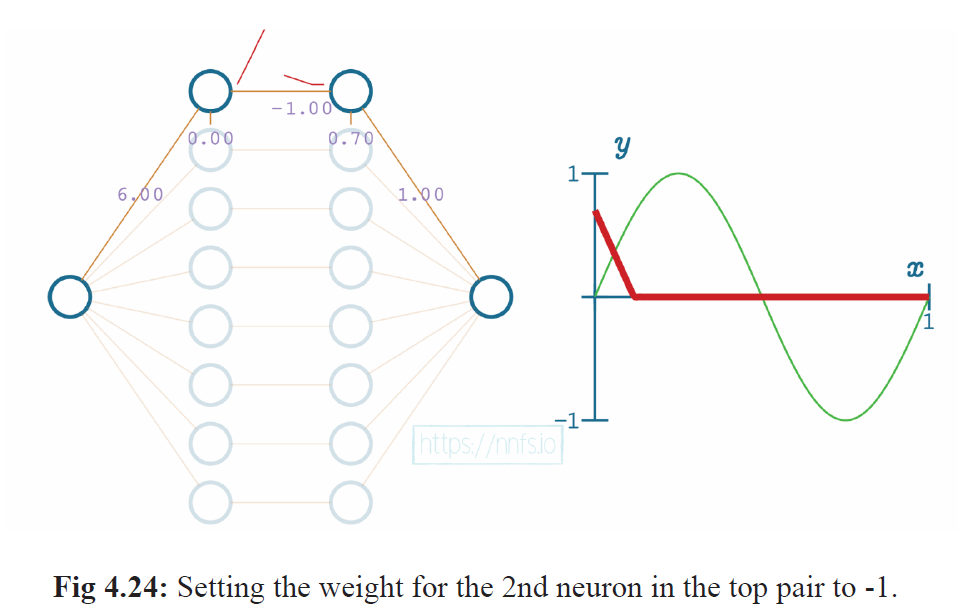 -1.00
0.00
0.70
6.00
1.00
y
1
x
1
-1
https://nnfs.io
Fig 4.24: Setting the weight for the 2nd neuron in the top pair to -1.